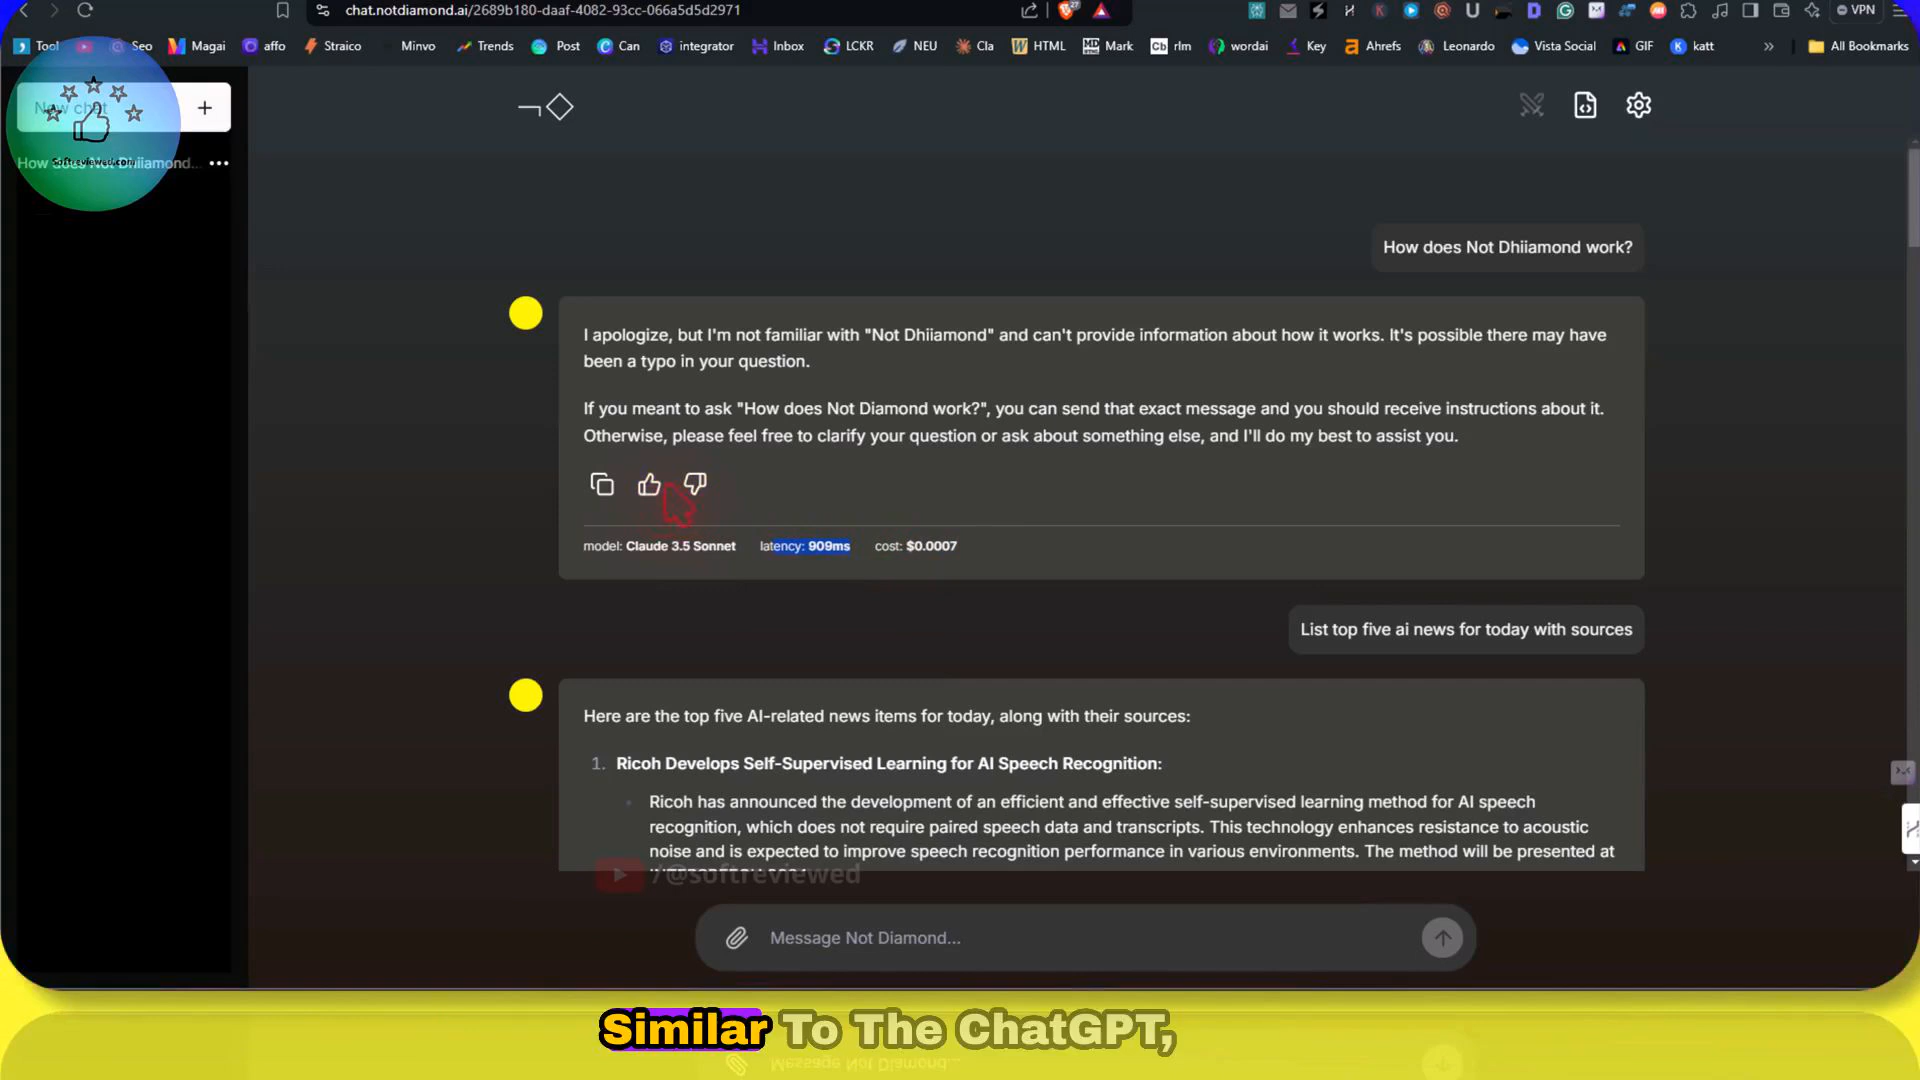 chat.notdiamond.ai/2689b180-daaf-4082-93cc-066a5d5d2971
27
VPN
Tool
Seo
Magai
affo
Straico
Minvo
Trends
Post
Can
integrator
Inbox
LCKR
NEU
Cla
HTML
Mark
rlm
wordai
Key
Ahrefs
Leonardo
Vista Social
GIF
katt
All Bookmarks
New chat
Softreviewed.com
How does Not Dhiiamond...
How does Not Dhiiamond work?
I apologize, but I'm not familiar with "Not Dhiiamond" and can't provide information about how it works. It's possible there may have
been a typo in your question.
If you meant to ask "How does Not Diamond work?", you can send that exact message and you should receive instructions about it.
Otherwise, please feel free to clarify your question or ask about something else, and I'll do my best to assist you.
model: Claude 3.5 Sonnet latency: 909ms cost: $0.0007
List top five ai news for today with sources
Here are the top five AI-related news items for today, along with their sources:
1. Ricoh Develops Self-Supervised Learning for AI Speech Recognition:
Ricoh has announced the development of an efficient and effective self-supervised learning method for AI speech
recognition, which does not require paired speech data and transcripts. This technology enhances resistance to acoustic
noise and is expected to improve speech recognition performance in various environments. The method will be presented at
/@softreviewed
Message Not Diamond...
Similar To The ChatGPT,